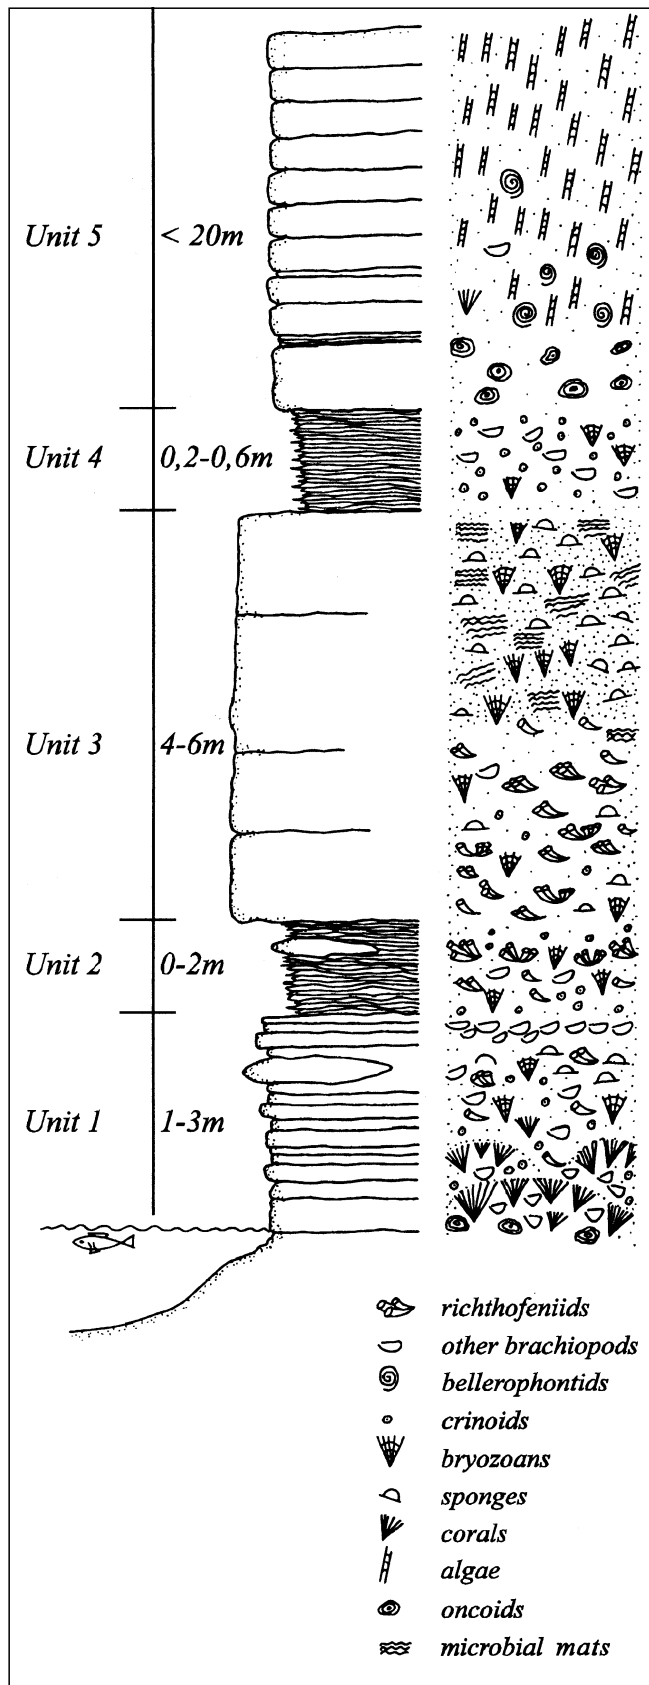 Unit 5 < 20m
Unit 4 0,2-0,6m
Unit 3 4-6m
Unit 2 0-2m
Unit 1 1-3m
richthofeniids
other brachiopods
bellerophontids
crinoids
bryozoans
sponges
corals
algae
oncoids
microbial mats